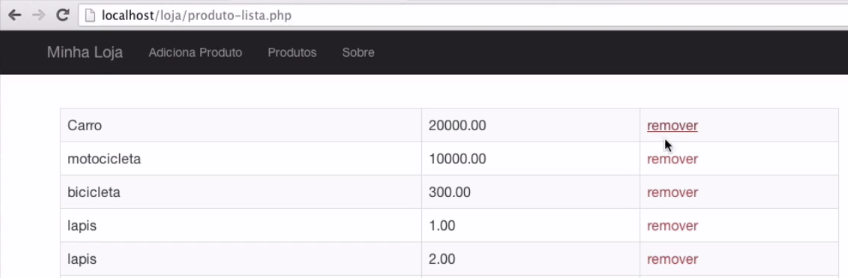 localhost/loja/produto-lista.php
Minha Loja Adiciona Produto Produtos Sobre
Carro 20000.00 remover
motocicleta 10000.00 remover
bicicleta 300.00 remover
lapis 1.00 remover
lapis 2.00 remover